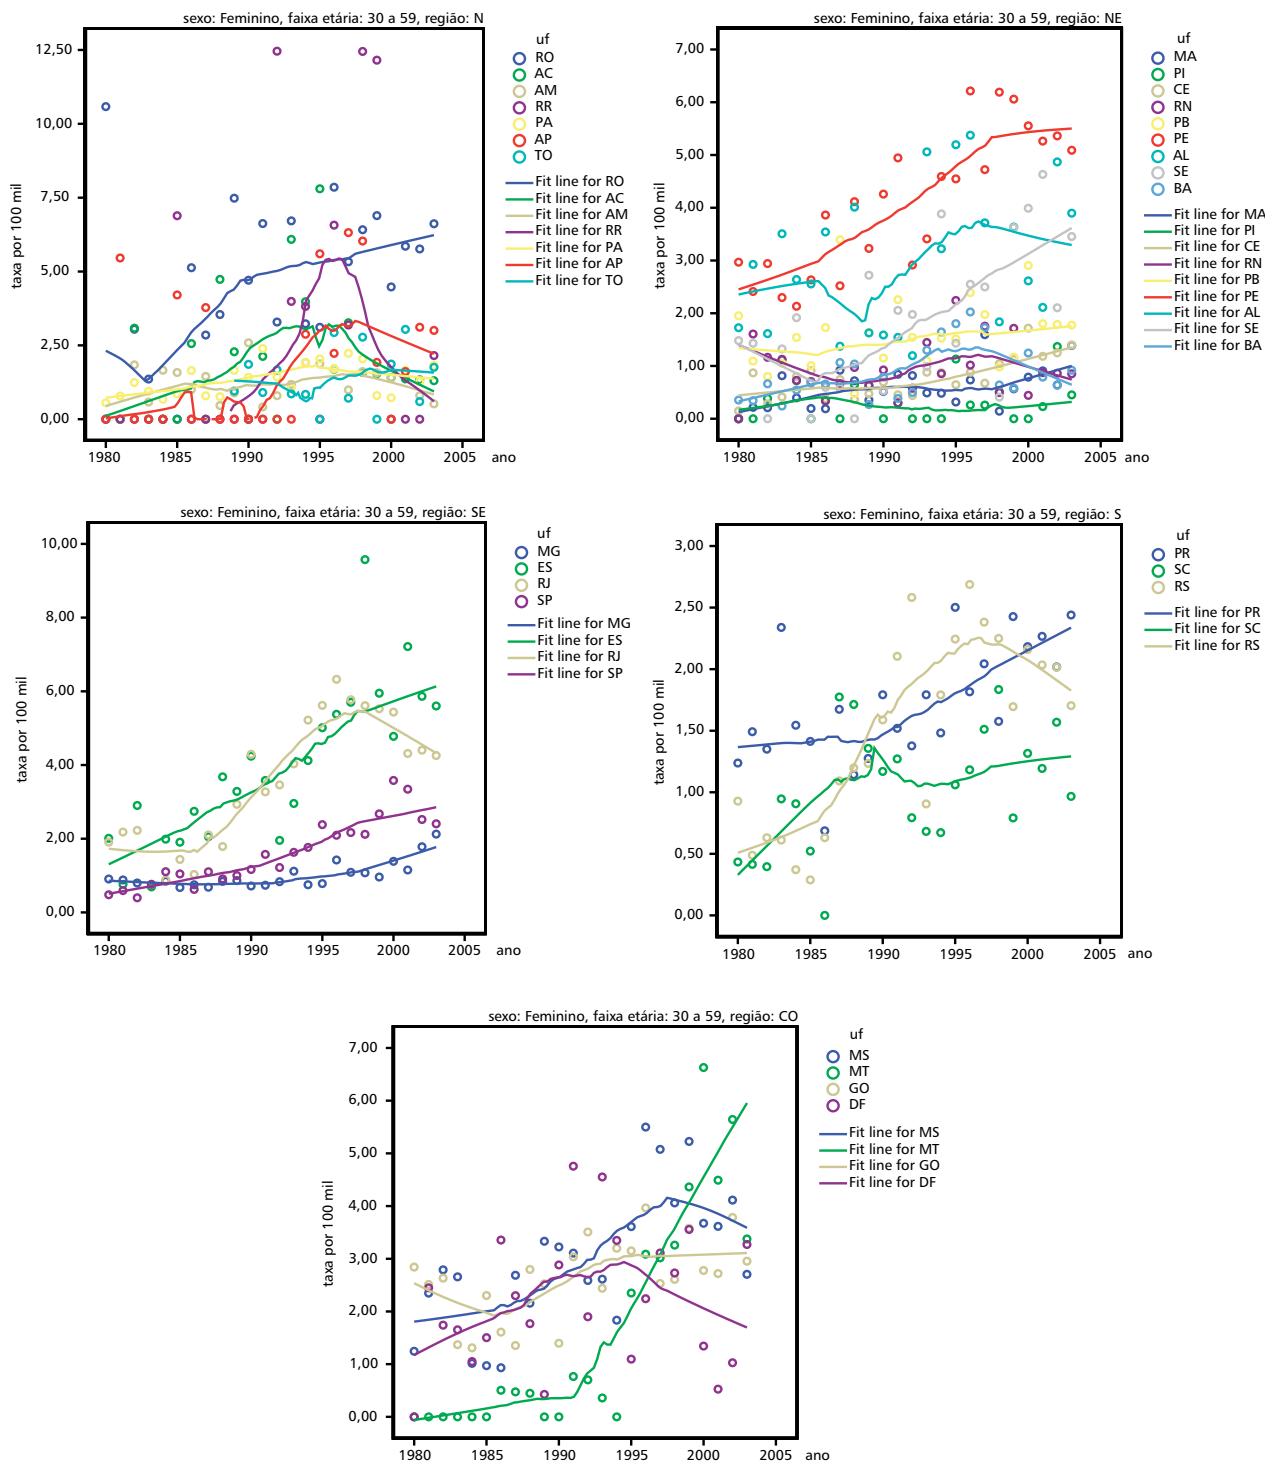 sexo: Feminino, faixa etária: 30 a 59, região: N
taxa por 100 mil
12,50
10,00
7,50
5,00
2,50
0,00
1980 1985 1990 1995 2000 2005 ano
uf
RO
AC
AM
RR
PA
AP
TO
Fit line for RO
Fit line for AC
Fit line for AM
Fit line for RR
Fit line for PA
Fit line for AP
Fit line for TO
sexo: Feminino, faixa etária: 30 a 59, região: NE
taxa por 100 mil
7,00
6,00
5,00
4,00
3,00
2,00
1,00
0,00
1980 1985 1990 1995 2000 2005 ano
uf
MA
PI
CE
RN
PB
PE
AL
SE
BA
Fit line for MA
Fit line for PI
Fit line for CE
Fit line for RN
Fit line for PB
Fit line for PE
Fit line for AL
Fit line for SE
Fit line for BA
sexo: Feminino, faixa etária: 30 a 59, região: SE
taxa por 100 mil
10,00
8,00
6,00
4,00
2,00
0,00
1980 1985 1990 1995 2000 2005 ano
uf
MG
ES
RJ
SP
Fit line for MG
Fit line for ES
Fit line for RJ
Fit line for SP
sexo: Feminino, faixa etária: 30 a 59, região: S
taxa por 100 mil
3,00
2,50
2,00
1,50
1,00
0,50
0,00
1980 1985 1990 1995 2000 2005 ano
uf
PR
SC
RS
Fit line for PR
Fit line for SC
Fit line for RS
sexo: Feminino, faixa etária: 30 a 59, região: CO
taxa por 100 mil
7,00
6,00
5,00
4,00
3,00
2,00
1,00
0,00
1980 1985 1990 1995 2000 2005 ano
uf
MS
MT
GO
DF
Fit line for MS
Fit line for MT
Fit line for GO
Fit line for DF